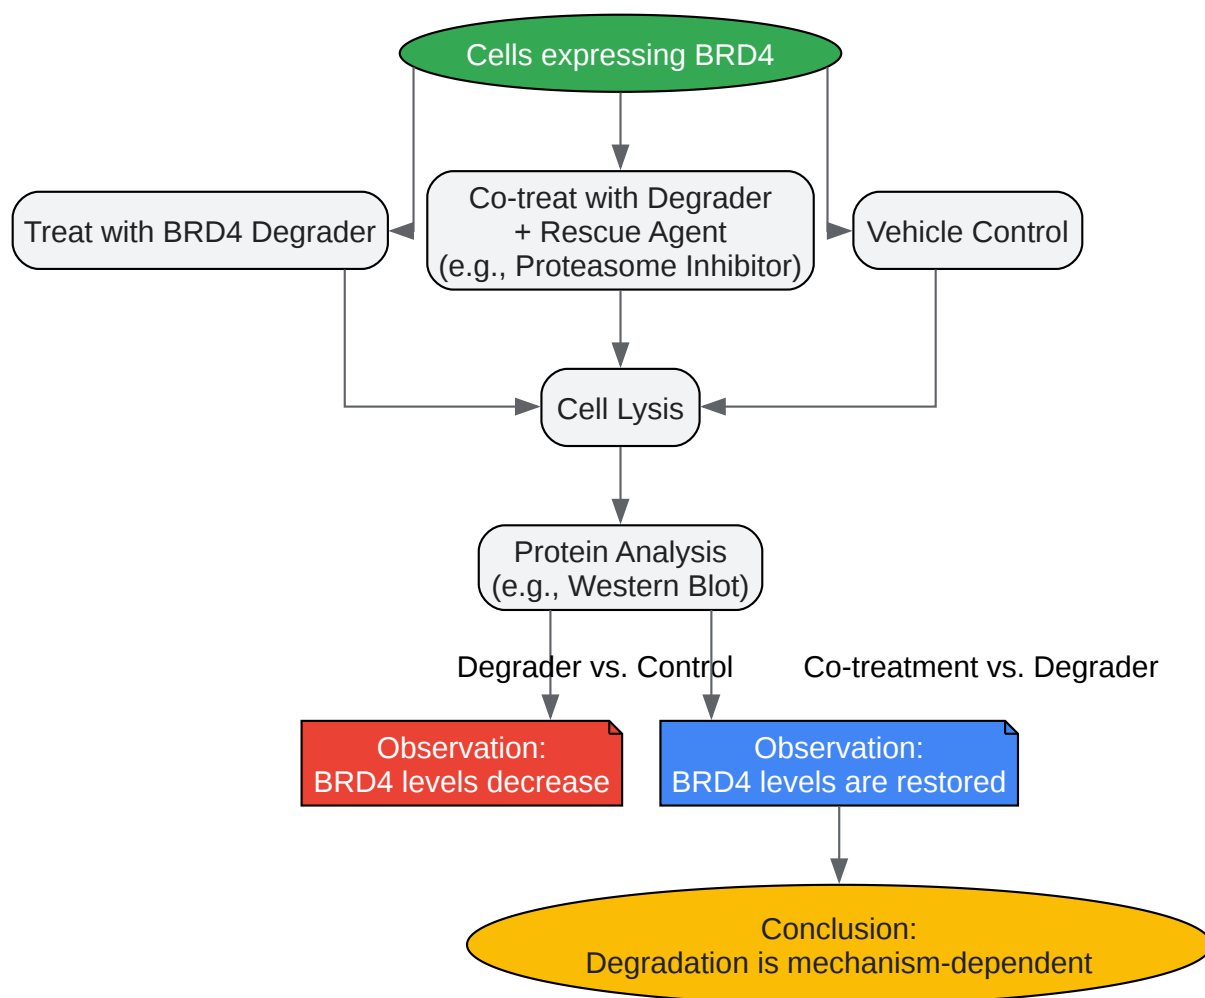 Cells expressing BRD4
Treat with BRD4 Degrader
Co-treat with Degrader
+ Rescue Agent
(e.g., Proteasome Inhibitor)
Vehicle Control
Cell Lysis
Protein Analysis
(e.g., Western Blot)
Degrader vs. Control
Co-treatment vs. Degrader
Observation:
BRD4 levels decrease
Observation:
BRD4 levels are restored
Conclusion:
Degradation is mechanism-dependent